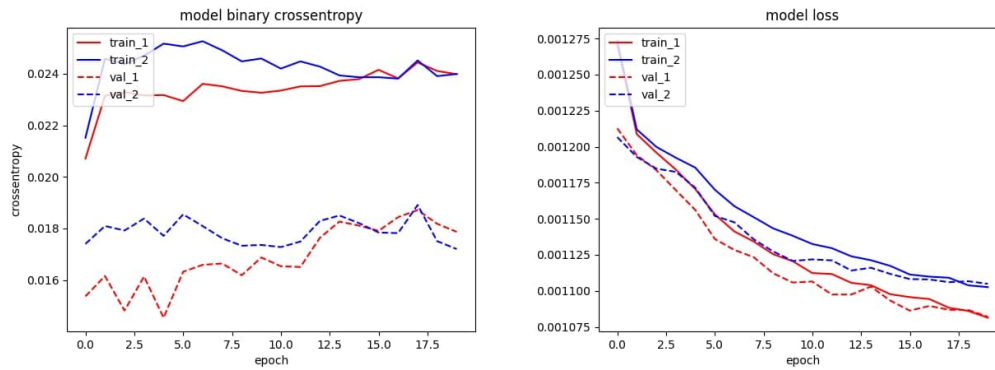 model binary crossentropy
train_1
train_2
val_1
val_2
0.024
0.022
0.020
0.018
0.016
crossentropy
0.0 2.5 5.0 7.5 10.0 12.5 15.0 17.5
epoch
model loss
train_1
train_2
val_1
val_2
0.001275
0.001250
0.001225
0.001200
0.001175
0.001150
0.001125
0.001100
0.001075
0.0 2.5 5.0 7.5 10.0 12.5 15.0 17.5
epoch